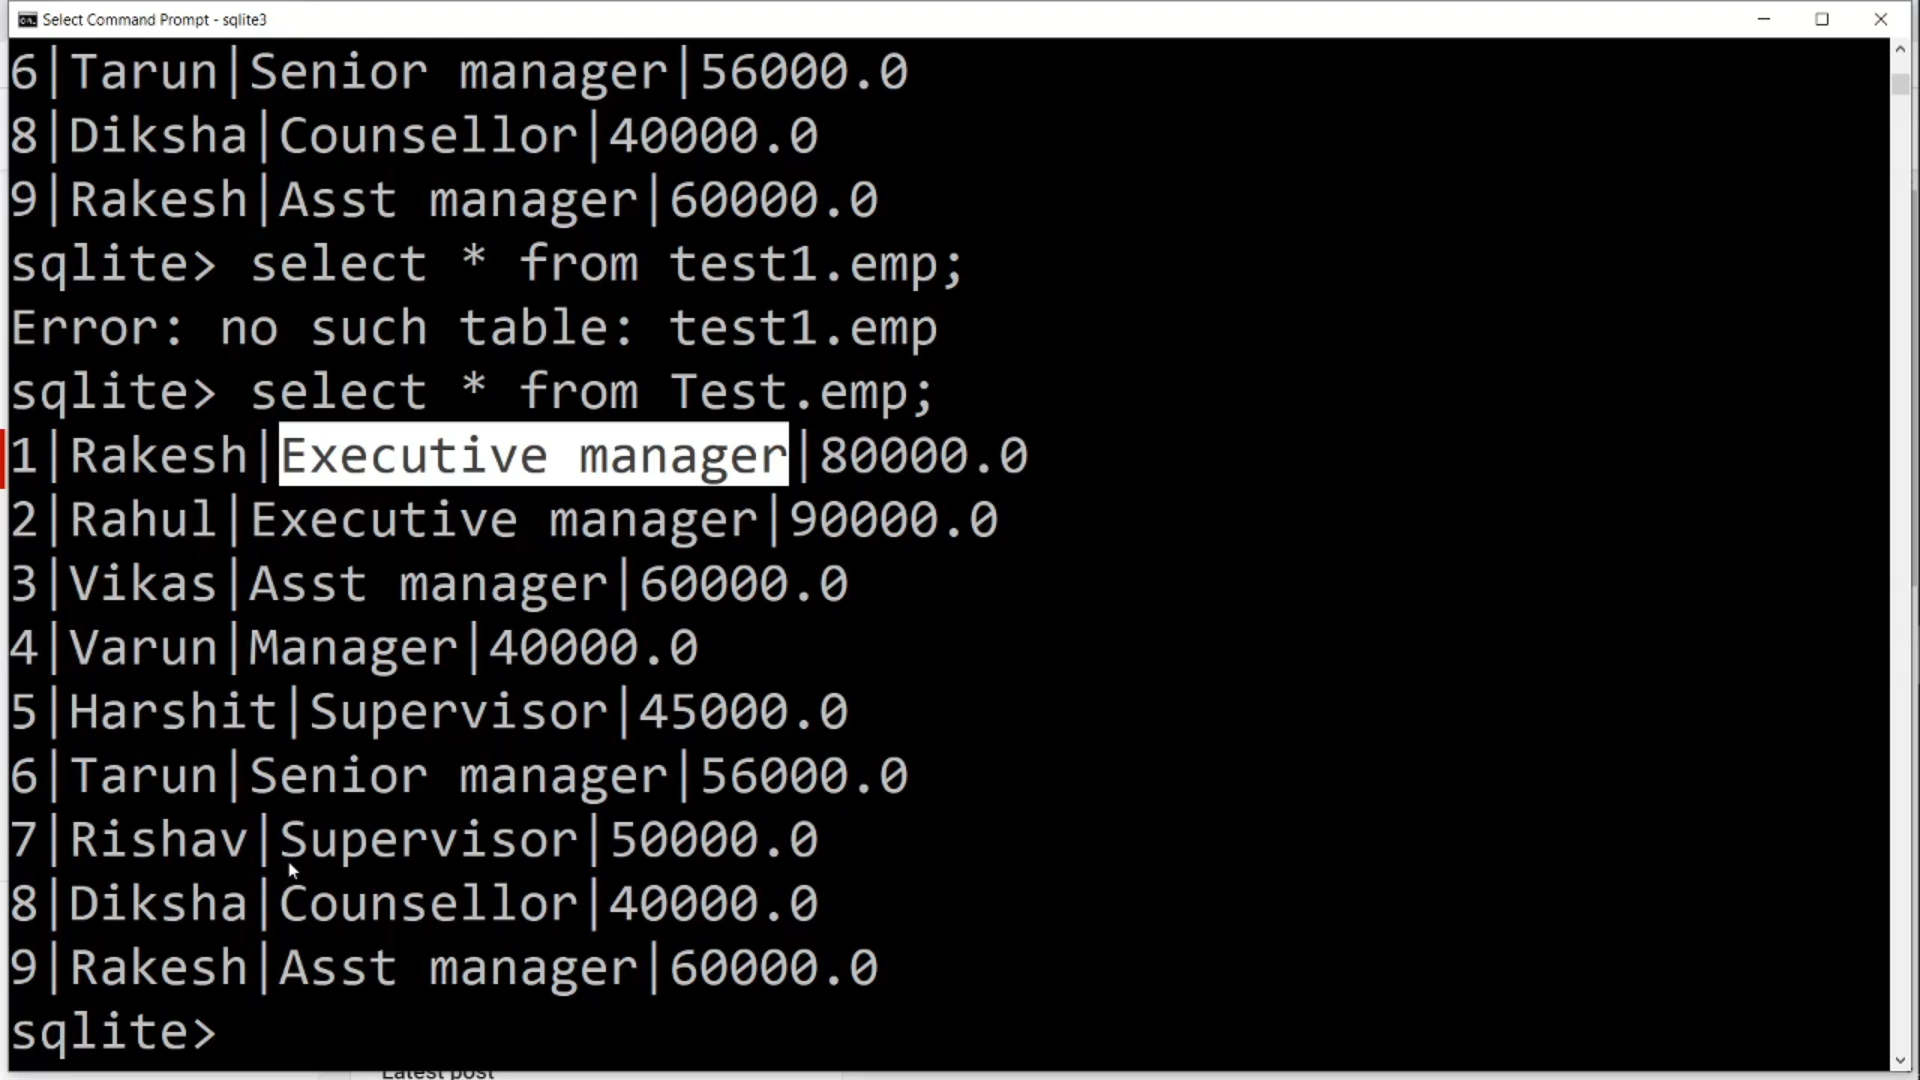 Select Command Prompt - sqlite3
6|Tarun|Senior manager|56000.0
8|Diksha|Counsellor|40000.0
9|Rakesh|Asst manager|60000.0
sqlite> select * from test1.emp;
Error: no such table: test1.emp
sqlite> select * from Test.emp;
1|Rakesh|Executive manager|80000.0
2|Rahul|Executive manager|90000.0
3|Vikas|Asst manager|60000.0
4|Varun|Manager|40000.0
5|Harshit|Supervisor|45000.0
6|Tarun|Senior manager|56000.0
7|Rishav|Supervisor|50000.0
8|Diksha|Counsellor|40000.0
9|Rakesh|Asst manager|60000.0
sqlite>
Latest post